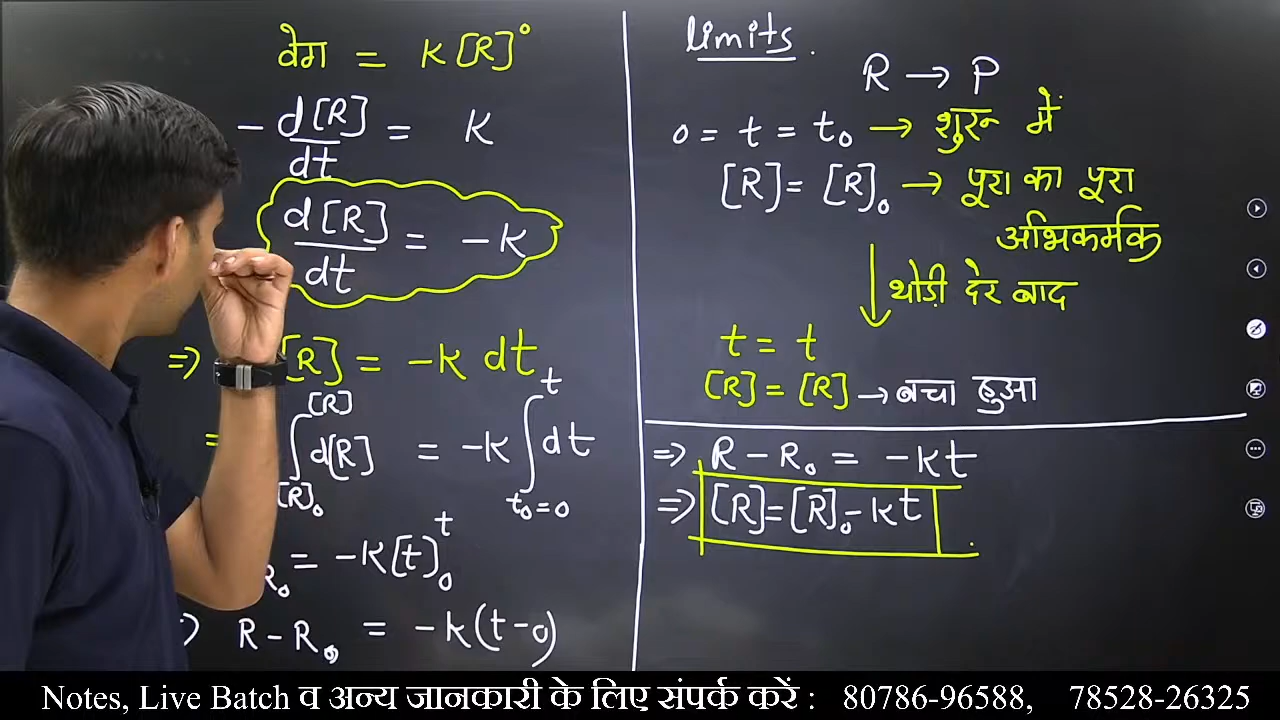 वेग = K[R]⁰
- d[R]/dt = K
d[R]/dt = -K
⇒ [R] = -K dt
= ∫ [R]₀ [R] d[R] = -K ∫ t₀=0 t dt
R₀ = -K[t]₀ᵗ
R - R₀ = -K(t-0)
limits.
R → P
0 = t = t₀ → शुरू में
[R] = [R]₀ → पूरा का पूरा
अभिकर्मक
↓ थोड़ी देर बाद
t = t
[R] = [R] → बचा हुआ
⇒ R - R₀ = -Kt
⇒ [R] = [R]₀ - Kt
Notes, Live Batch व अन्य जानकारी के लिए संपर्क करें : 80786-96588, 78528-26325